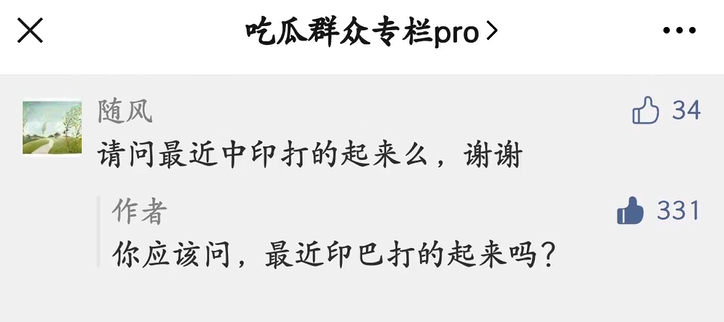 吃瓜群众专栏pro
随风
34
请问最近中印打的起来么，谢谢
作者
331
你应该问，最近印巴打的起来吗？